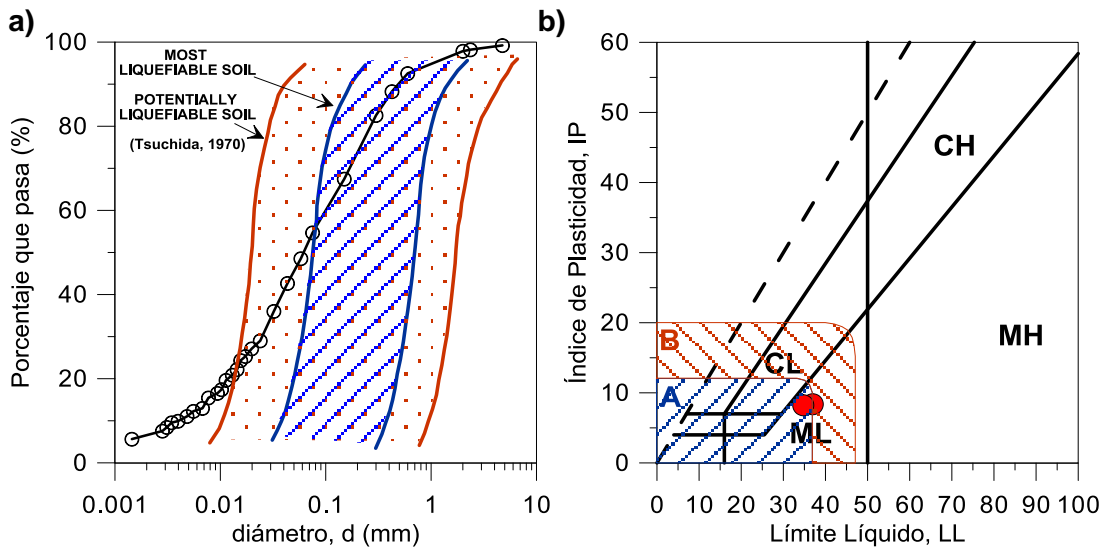 a)
MOST
LIQUEFIABLE SOIL
POTENTIALLY
LIQUEFIABLE SOIL
(Tsuchida, 1970)
Porcentaje que pasa (%)
100
80
60
40
20
0
0.001
0.01
0.1
1
10
diámetro, d (mm)
b)
Índice de Plasticidad, IP
60
50
40
30
20
10
0
CH
MH
B
CL
A
ML
0 10 20 30 40 50 60 70 80 90 100
Límite Líquido, LL